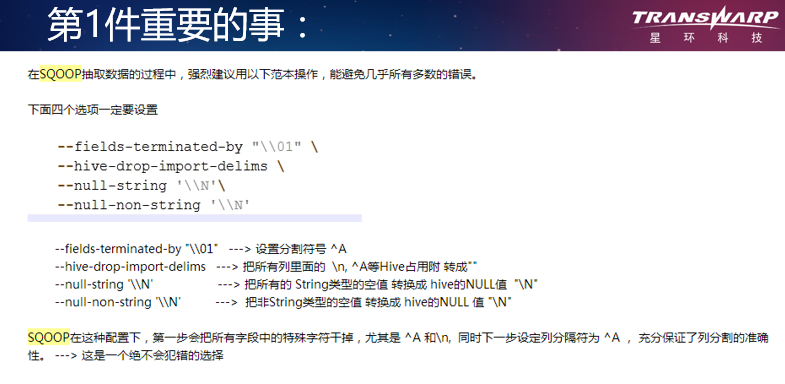 第1件重要的事：
TRANSWARP
星 环 科 技
在SQOOP抽取数据的过程中，强烈建议用以下范本操作，能避免几乎所有多数的错误。
下面四个选项一定要设置
--fields-terminated-by "\\01" \
--hive-drop-import-delims \
--null-string '\\N'\
--null-non-string '\\N'
--fields-terminated-by "\\01" ---> 设置分割符号 ^A
--hive-drop-import-delims ---> 把所有列里面的 \n, ^A等Hive占用附 转成""
--null-string '\\N' ---> 把所有的 String类型的空值 转换成 hive的NULL值 "\N"
--null-non-string '\\N' ---> 把非String类型的空值 转换成 hive的NULL 值 "\N"
SQOOP在这种配置下，第一步会把所有字段中的特殊字符干掉，尤其是 ^A 和\n, 同时下一步设定列分隔符为 ^A ， 充分保证了列分割的准确
性。 ---> 这是一个绝不会犯错的选择